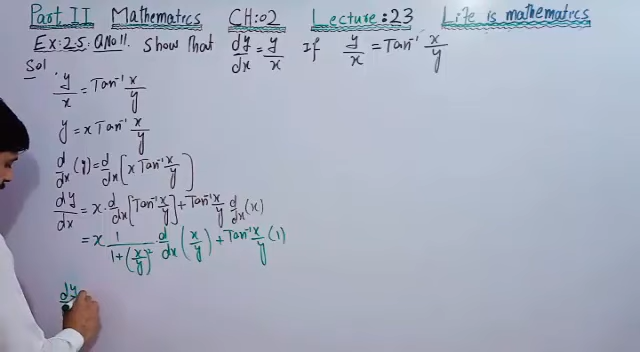 Part II Mathematics CH:02 Lecture:23 Life is mathematics
Ex:2.5: Q No 11. Show that dy/dx = y/x If y/x = Tan⁻¹ x/y
Sol
y/x = Tan⁻¹ x/y
y = x Tan⁻¹ x/y
d/dx (y) = d/dx [x Tan⁻¹ x/y]
dy/dx = x · d/dx [Tan⁻¹ x/y] + Tan⁻¹ x/y d/dx (x)
= x 1/(1+(x/y)²) · d/dx (x/y) + Tan⁻¹ x/y (1)
dy